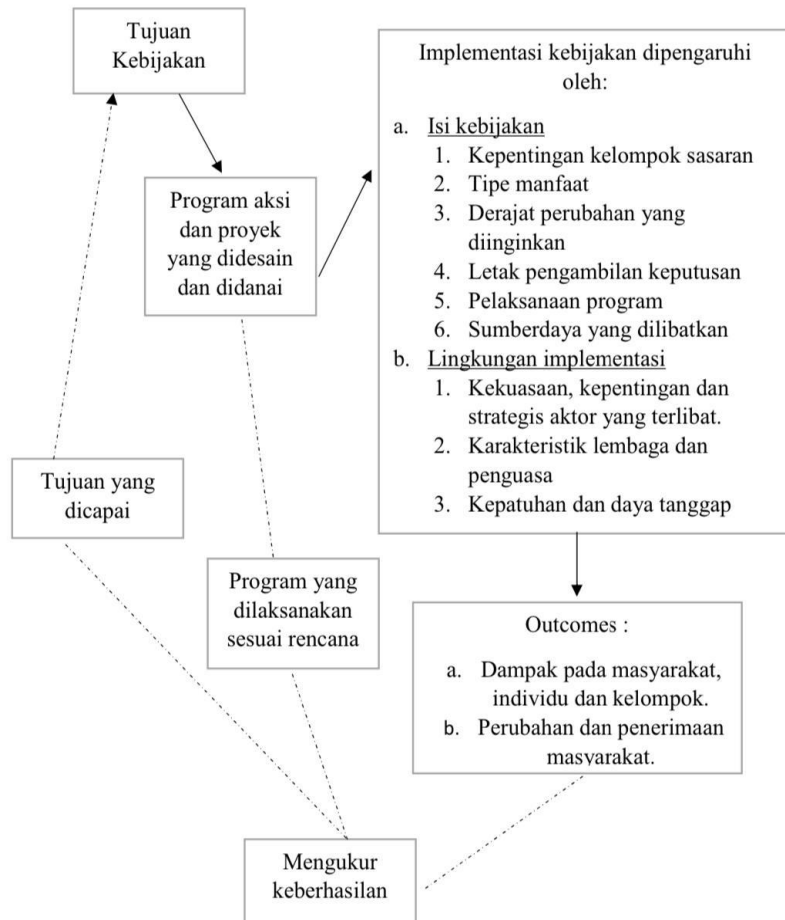 Tujuan
Kebijakan
Implementasi kebijakan dipengaruhi
oleh:
a. Isi kebijakan
1. Kepentingan kelompok sasaran
2. Tipe manfaat
3. Derajat perubahan yang
diinginkan
4. Letak pengambilan keputusan
5. Pelaksanaan program
6. Sumberdaya yang dilibatkan
b. Lingkungan implementasi
1. Kekuasaan, kepentingan dan
strategis aktor yang terlibat.
2. Karakteristik lembaga dan
penguasa
3. Kepatuhan dan daya tanggap
Program aksi
dan proyek
yang didesain
dan didanai
Tujuan yang
dicapai
Program yang
dilaksanakan
sesuai rencana
Outcomes :
a. Dampak pada masyarakat,
individu dan kelompok.
b. Perubahan dan penerimaan
masyarakat.
Mengukur
keberhasilan